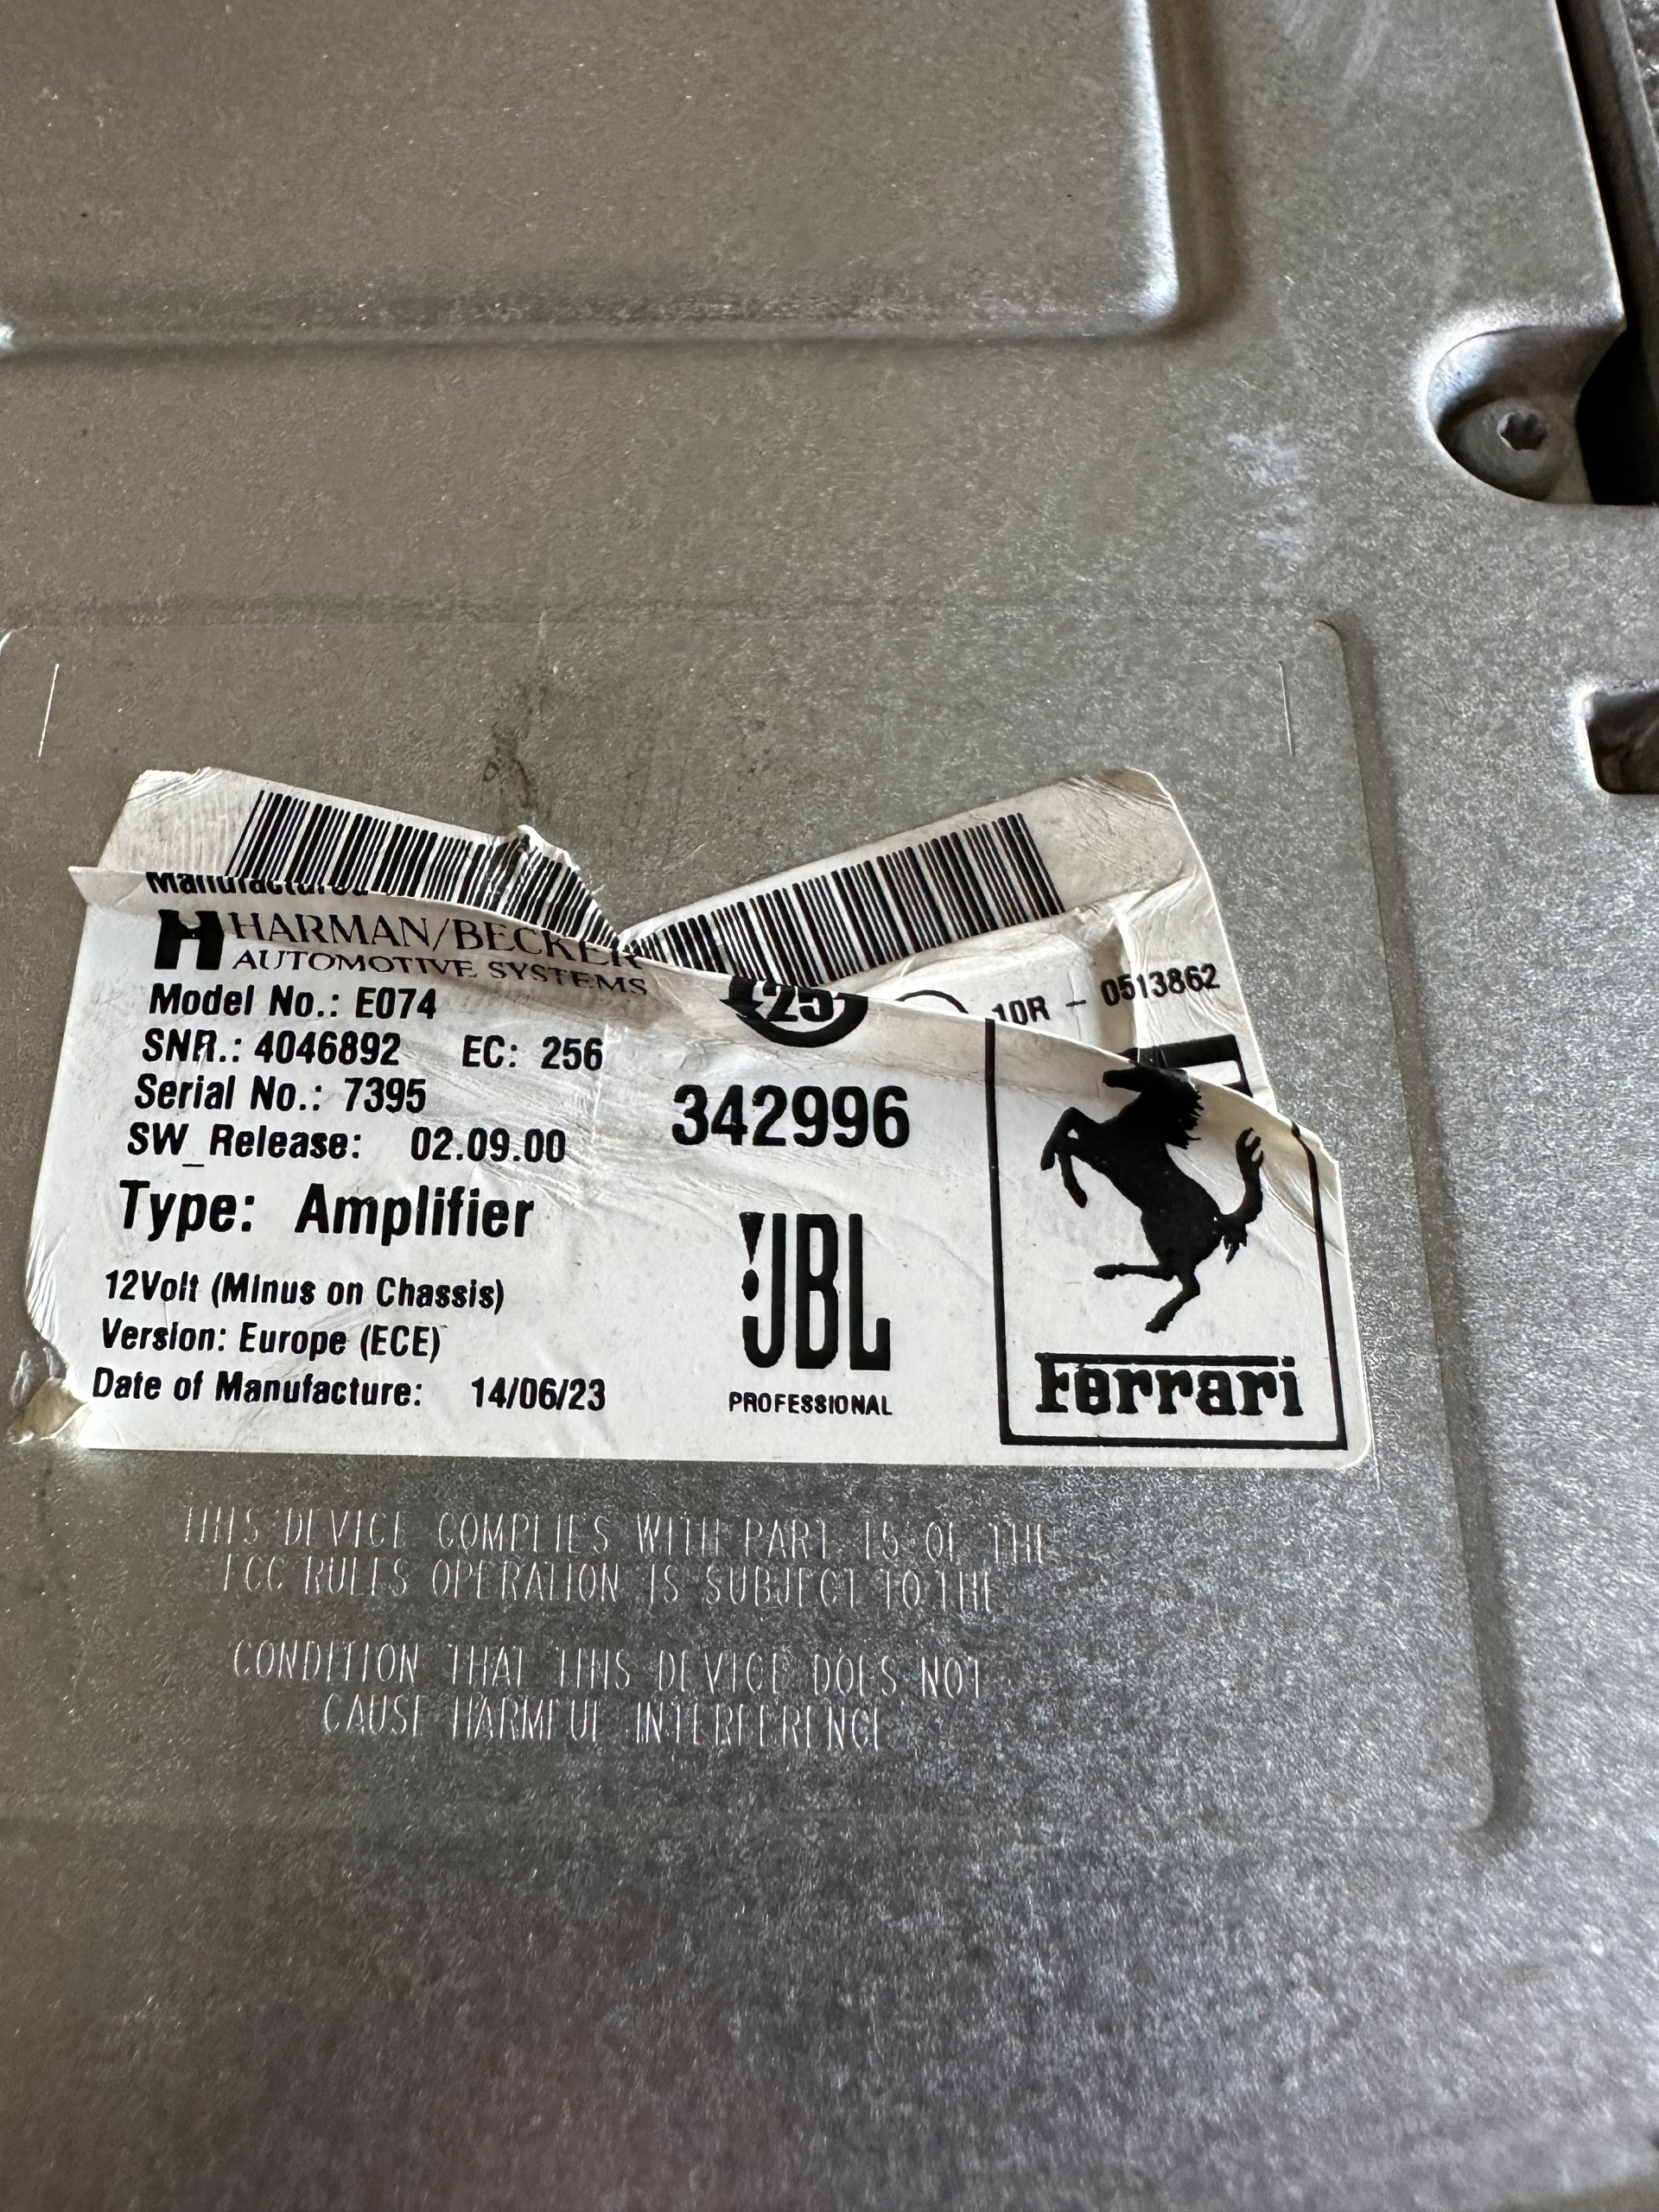 Manufactured
HARMAN/BECKER
AUTOMOTIVE SYSTEMS
Model No.: E074
SNR.: 4046892 EC: 256
Serial No.: 7395
SW_Release: 02.09.00
Type: Amplifier
12Volt (Minus on Chassis)
Version: Europe (ECE)
Date of Manufacture: 14/06/23
25
10R - 0513862
342996
JBL
PROFESSIONAL
Ferrari
THIS DEVICE COMPLIES WITH PART 15 OF THE
FCC RULES OPERATION IS SUBJECT TO THE
CONDITION THAT THIS DEVICE DOES NOT
CAUSE HARMFUL INTERFERENCE